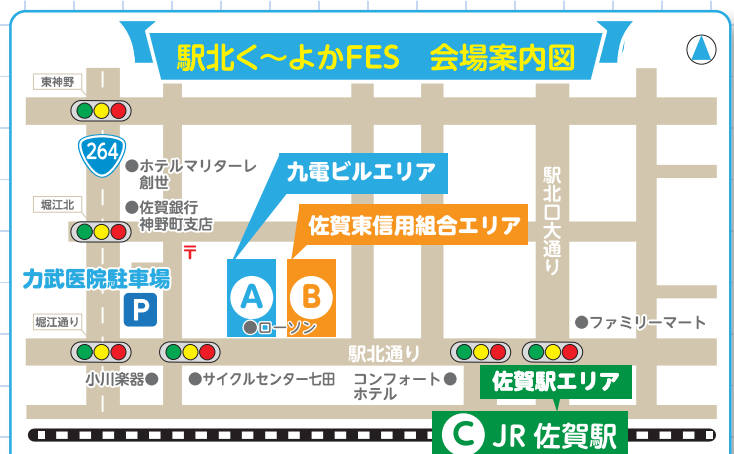 駅北く～よかFES 会場案内図
東神野
264
●ホテルマリターレ
創世
九電ビルエリア
駅北口大通り
堀江北
●佐賀銀行
神野町支店
佐賀東信用組合エリア
〒
力武医院駐車場
P
A
B
堀江通り
●ローソン
●ファミリーマート
駅北通り
小川楽器●
●サイクルセンター七田
コンフォート●
ホテル
佐賀駅エリア
C JR 佐賀駅